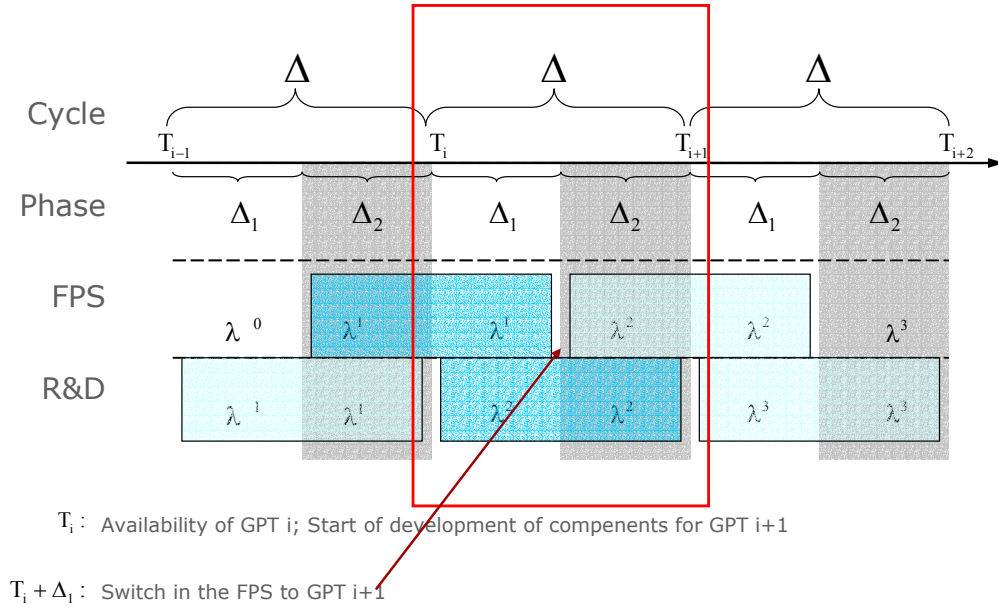 Δ Δ Δ
Cycle
T_{i−1} T_i T_{i+1} T_{i+2}
Phase
Δ_1 Δ_2 Δ_1 Δ_2 Δ_1 Δ_2
FPS
λ^0 λ^1 λ^1 λ^2 λ^2 λ^3
R&D
λ^1 λ^1 λ^2 λ^2 λ^3 λ^3
T_i : Availability of GPT i; Start of development of compenents for GPT i+1
T_i + Δ_1 : Switch in the FPS to GPT i+1